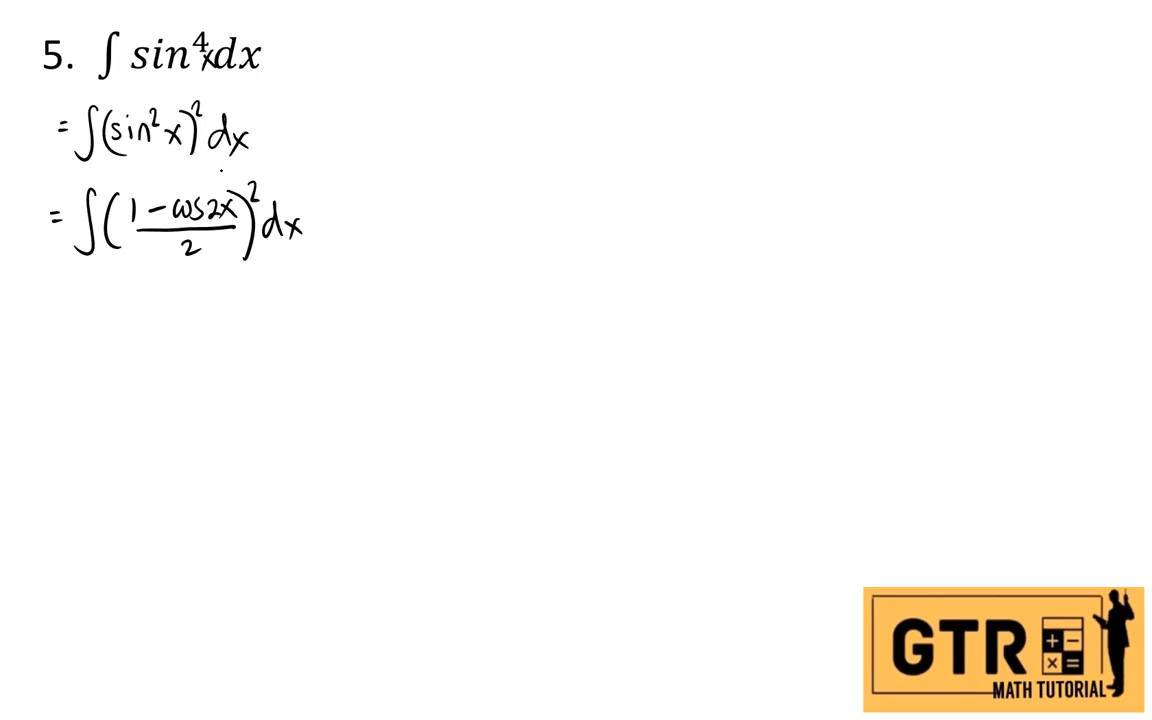 5. ∫ sin⁴x dx
= ∫(sin²x)² dx
= ∫((1 - cos2x)/2)² dx
GTR
+ −
× =
MATH TUTORIAL